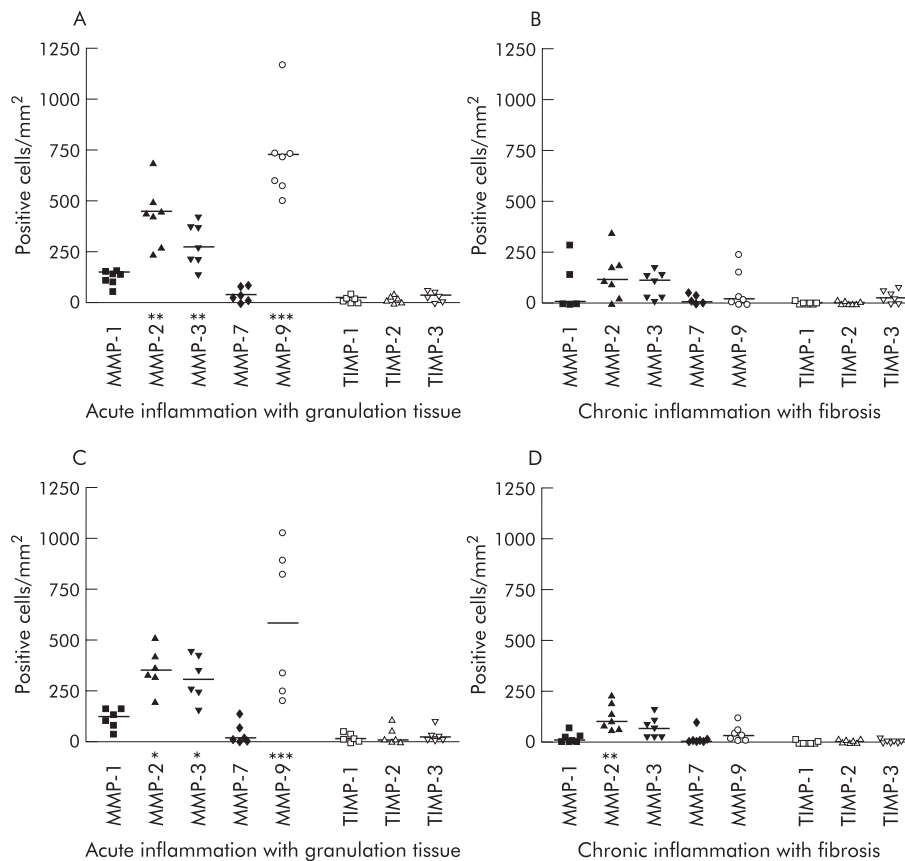 A
1250
1000
750
500
250
0
Positive cells/mm2
** ** ***
MMP-1 MMP-2 MMP-3 MMP-7 MMP-9 TIMP-1 TIMP-2 TIMP-3
Acute inflammation with granulation tissue
B
1250
1000
750
500
250
0
Positive cells/mm2
MMP-1 MMP-2 MMP-3 MMP-7 MMP-9 TIMP-1 TIMP-2 TIMP-3
Chronic inflammation with fibrosis
C
1250
1000
750
500
250
0
Positive cells/mm2
* * ***
MMP-1 MMP-2 MMP-3 MMP-7 MMP-9 TIMP-1 TIMP-2 TIMP-3
Acute inflammation with granulation tissue
D
1250
1000
750
500
250
0
Positive cells/mm2
**
MMP-1 MMP-2 MMP-3 MMP-7 MMP-9 TIMP-1 TIMP-2 TIMP-3
Chronic inflammation with fibrosis